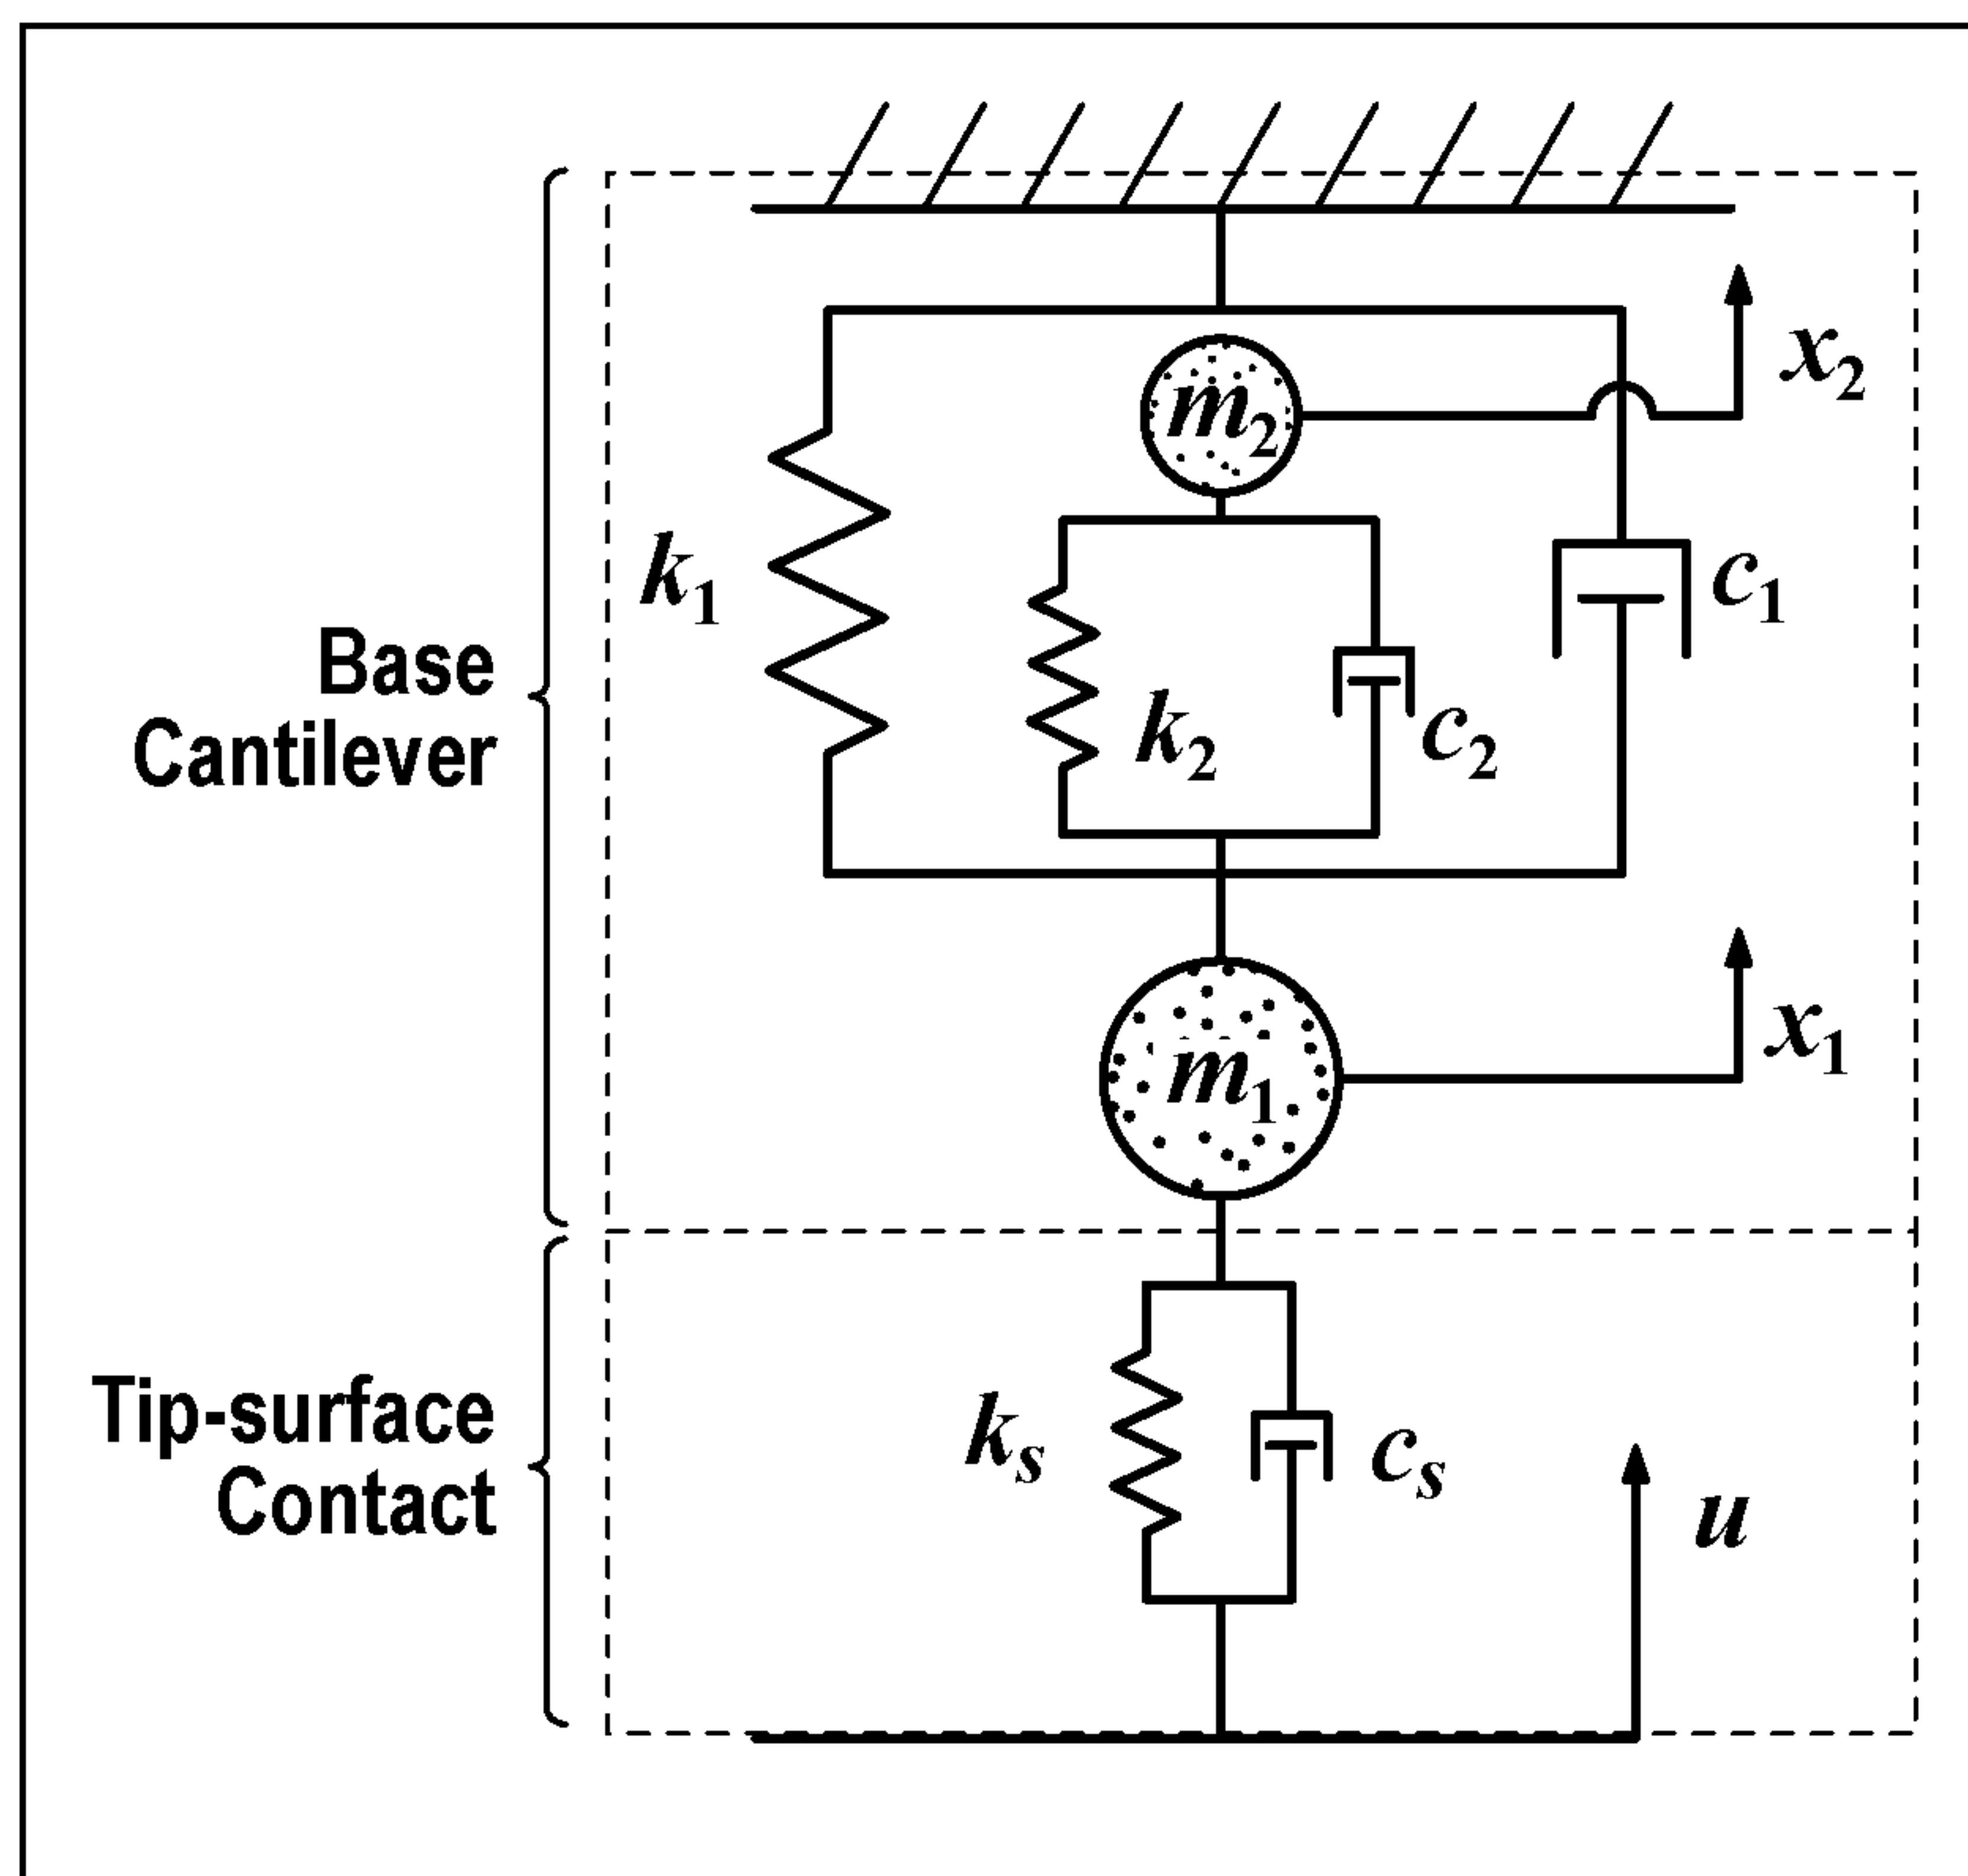 x₂
m₂
k₁
c₁
Base
Cantilever
k₂
c₂
x₁
m₁
Tip-surface
Contact
kₛ
cₛ
u